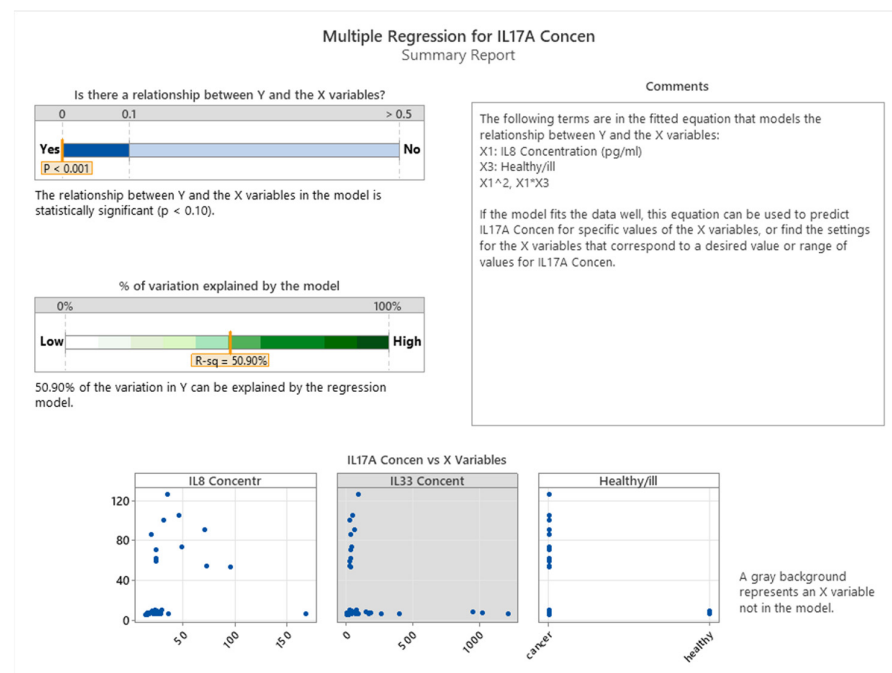 Multiple Regression for IL17A Concen
Summary Report
Is there a relationship between Y and the X variables?
0 0.1 > 0.5
Yes No
P < 0.001
The relationship between Y and the X variables in the model is
statistically significant (p < 0.10).
% of variation explained by the model
0% 100%
Low High
R-sq = 50.90%
50.90% of the variation in Y can be explained by the regression
model.
Comments
The following terms are in the fitted equation that models the
relationship between Y and the X variables:
X1: IL8 Concentration (pg/ml)
X3: Healthy/ill
X1^2, X1*X3
If the model fits the data well, this equation can be used to predict
IL17A Concen for specific values of the X variables, or find the settings
for the X variables that correspond to a desired value or range of
values for IL17A Concen.
IL17A Concen vs X Variables
IL8 Concentr IL33 Concent Healthy/ill
120
80
40
0
50 100 150 0 500 1000 cancer healthy
A gray background
represents an X variable
not in the model.